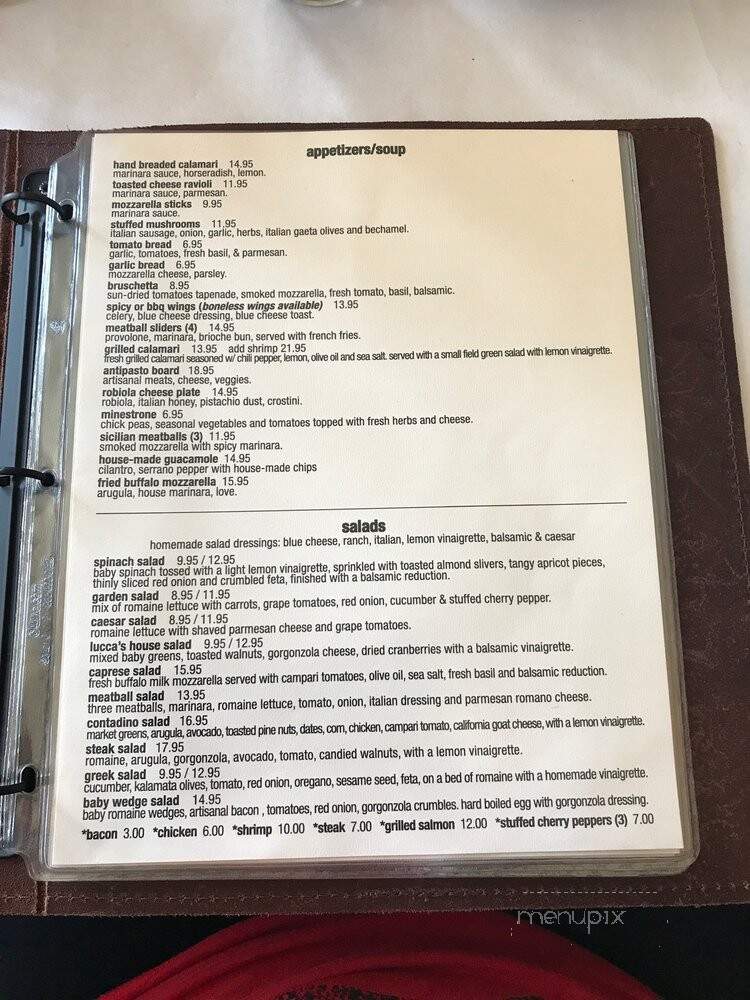 appetizers/soup
hand breaded calamari 14.95
marinara sauce, horseradish, lemon.
toasted cheese ravioli 11.95
marinara sauce, parmesan.
mozzarella sticks 9.95
marinara sauce.
stuffed mushrooms 11.95
italian sausage, onion, garlic, herbs, italian gaeta olives and bechamel.
tomato bread 6.95
garlic, tomatoes, fresh basil, & parmesan.
garlic bread 6.95
mozzarella cheese, parsley.
bruschetta 8.95
sun-dried tomatoes tapenade, smoked mozzarella, fresh tomato, basil, balsamic.
spicy or bbq wings (boneless wings available) 13.95
celery, blue cheese dressing, blue cheese toast.
meatball sliders (4) 14.95
provolone, marinara, brioche bun, served with french fries.
grilled calamari 13.95 add shrimp 21.95
fresh grilled calamari seasoned w/ chili pepper, lemon, olive oil and sea salt. served with a small field green salad with lemon vinaigrette.
antipasto board 18.95
artisanal meats, cheese, veggies.
robiola cheese plate 14.95
robiola, italian honey, pistachio dust, crostini.
minestrone 6.95
chick peas, seasonal vegetables and tomatoes topped with fresh herbs and cheese.
sicilian meatballs (3) 11.95
smoked mozzarella with spicy marinara.
house-made guacamole 14.95
cilantro, serrano pepper with house-made chips
fried buffalo mozzarella 15.95
arugula, house marinara, love.
salads
homemade salad dressings: blue cheese, ranch, italian, lemon vinaigrette, balsamic & caesar
spinach salad 9.95 / 12.95
baby spinach tossed with a light lemon vinaigrette, sprinkled with toasted almond slivers, tangy apricot pieces,
thinly sliced red onion and crumbled feta, finished with a balsamic reduction.
garden salad 8.95 / 11.95
mix of romaine lettuce with carrots, grape tomatoes, red onion, cucumber & stuffed cherry pepper.
caesar salad 8.95 / 11.95
romaine lettuce with shaved parmesan cheese and grape tomatoes.
lucca's house salad 9.95 / 12.95
mixed baby greens, toasted walnuts, gorgonzola cheese, dried cranberries with a balsamic vinaigrette.
caprese salad 15.95
fresh buffalo milk mozzarella served with campari tomatoes, olive oil, sea salt, fresh basil and balsamic reduction.
meatball salad 13.95
three meatballs, marinara, romaine lettuce, tomato, onion, italian dressing and parmesan romano cheese.
contadino salad 16.95
market greens, arugula, avocado, toasted pine nuts, dates, corn, chicken, campari tomato, california goat cheese, with a lemon vinaigrette.
steak salad 17.95
romaine, arugula, gorgonzola, avocado, tomato, candied walnuts, with a lemon vinaigrette.
greek salad 9.95 / 12.95
cucumber, kalamata olives, tomato, red onion, oregano, sesame seed, feta, on a bed of romaine with a homemade vinaigrette.
baby wedge salad 14.95
baby romaine wedges, artisanal bacon , tomatoes, red onion, gorgonzola crumbles. hard boiled egg with gorgonzola dressing.
*bacon 3.00 *chicken 6.00 *shrimp 10.00 *steak 7.00 *grilled salmon 12.00 *stuffed cherry peppers (3) 7.00
menupix